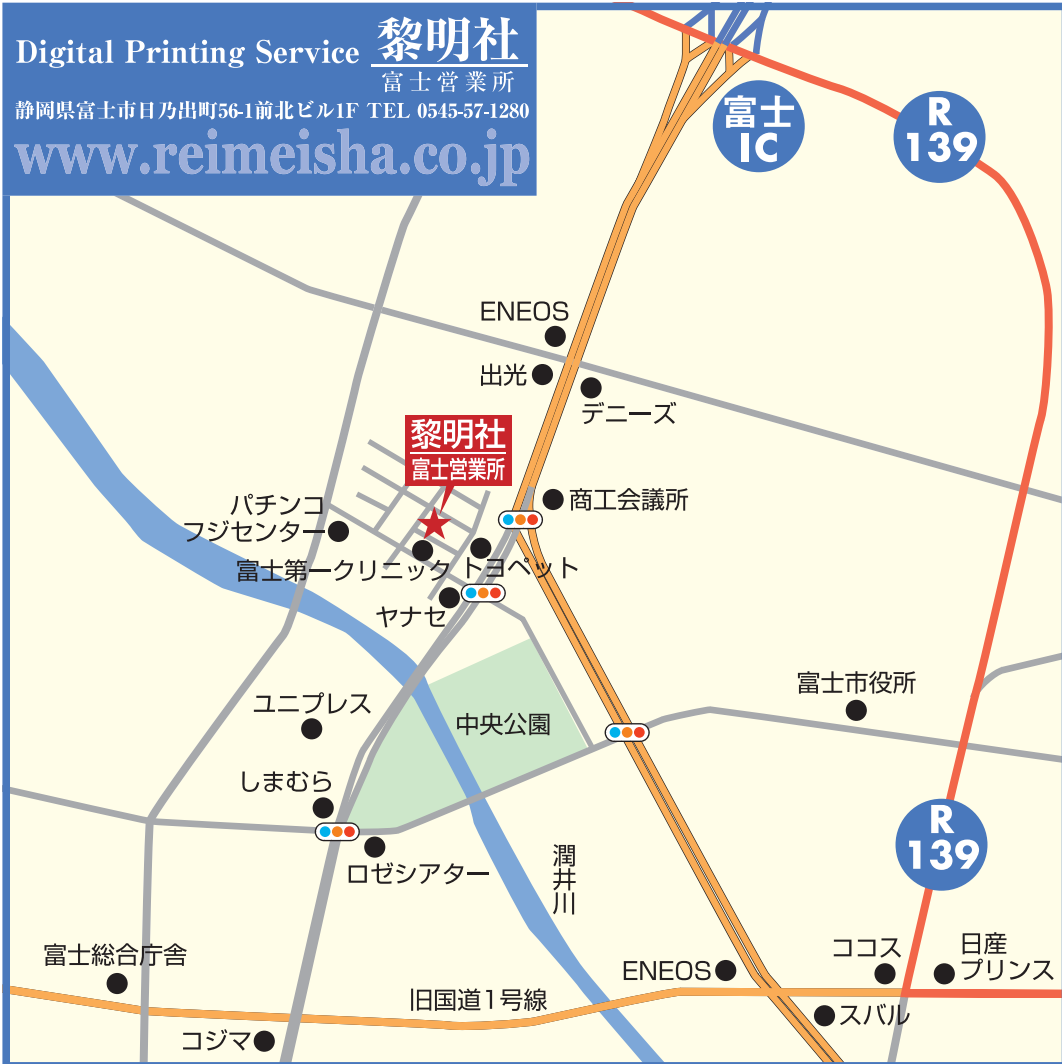 Digital Printing Service 黎明社
富士営業所
静岡県富士市日乃出町56-1前北ビル1F TEL 0545-57-1280
www.reimeisha.co.jp
富士
IC
R
139
ENEOS
出光
デニーズ
黎明社
富士営業所
商工会議所
パチンコ
フジセンター
富士第一クリニック
トヨペット
ヤナセ
ユニプレス
中央公園
富士市役所
しまむら
ロゼシアター
潤井川
R
139
富士総合庁舎
旧国道1号線
コジマ
ENEOS
ココス
日産
プリンス
スバル